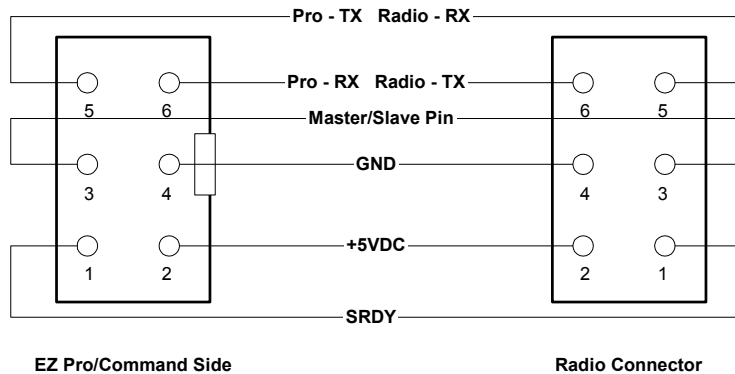 Pro - TX Radio - RX
5 6
Pro - RX Radio - TX
6 5
Master/Slave Pin
3 4
GND
4 3
1 2
+5VDC
2 1
SRDY
EZ Pro/Command Side
Radio Connector